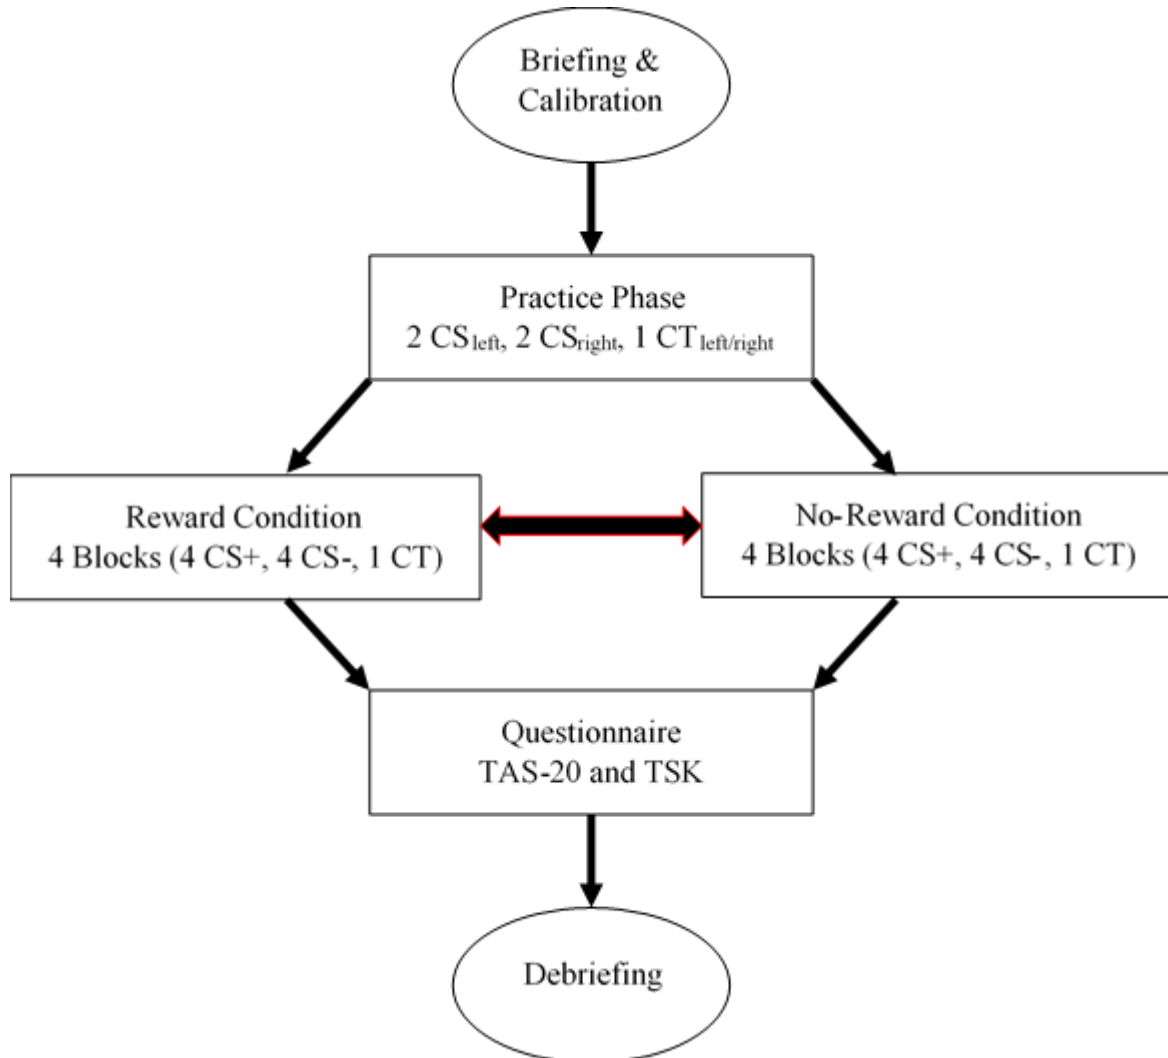 Briefing &
Calibration
Practice Phase
2 CSleft, 2 CSright, 1 CTleft/right
Reward Condition
4 Blocks (4 CS+, 4 CS-, 1 CT)
No-Reward Condition
4 Blocks (4 CS+, 4 CS-, 1 CT)
Questionnaire
TAS-20 and TSK
Debriefing